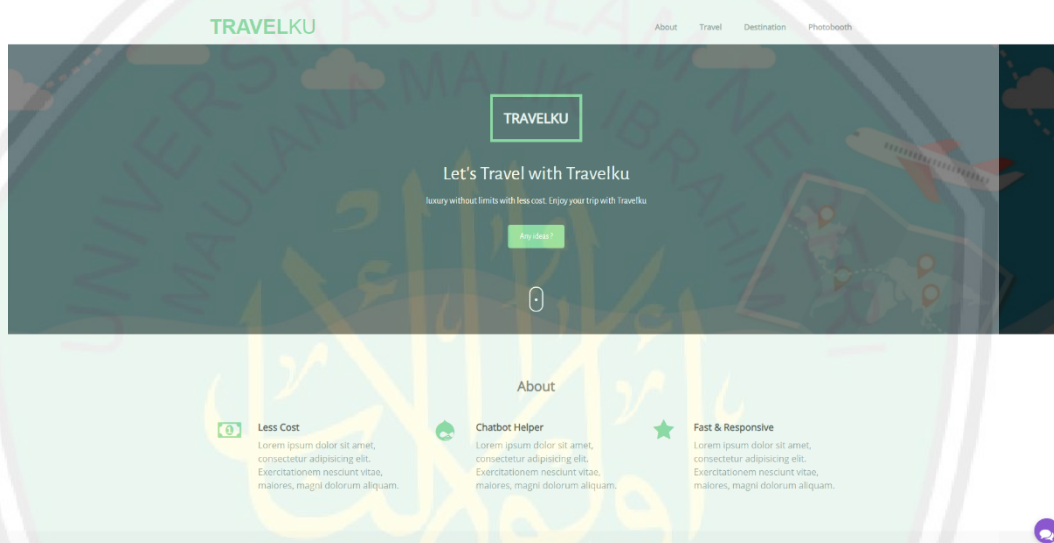 TRAVELKU
About Travel Destination Photobooth
TRAVELKU
Let's Travel with Travelku
luxury without limits with less cost. Enjoy your trip with Travelku
Any ideas ?
About
Less Cost
Lorem ipsum dolor sit amet,
consectetur adipisicing elit.
Exercitationem nesciunt vitae,
maiores, magni dolorum aliquam.
Chatbot Helper
Lorem ipsum dolor sit amet,
consectetur adipisicing elit.
Exercitationem nesciunt vitae,
maiores, magni dolorum aliquam.
Fast & Responsive
Lorem ipsum dolor sit amet,
consectetur adipisicing elit.
Exercitationem nesciunt vitae,
maiores, magni dolorum aliquam.
MAULANA MALIK IBRAHIM